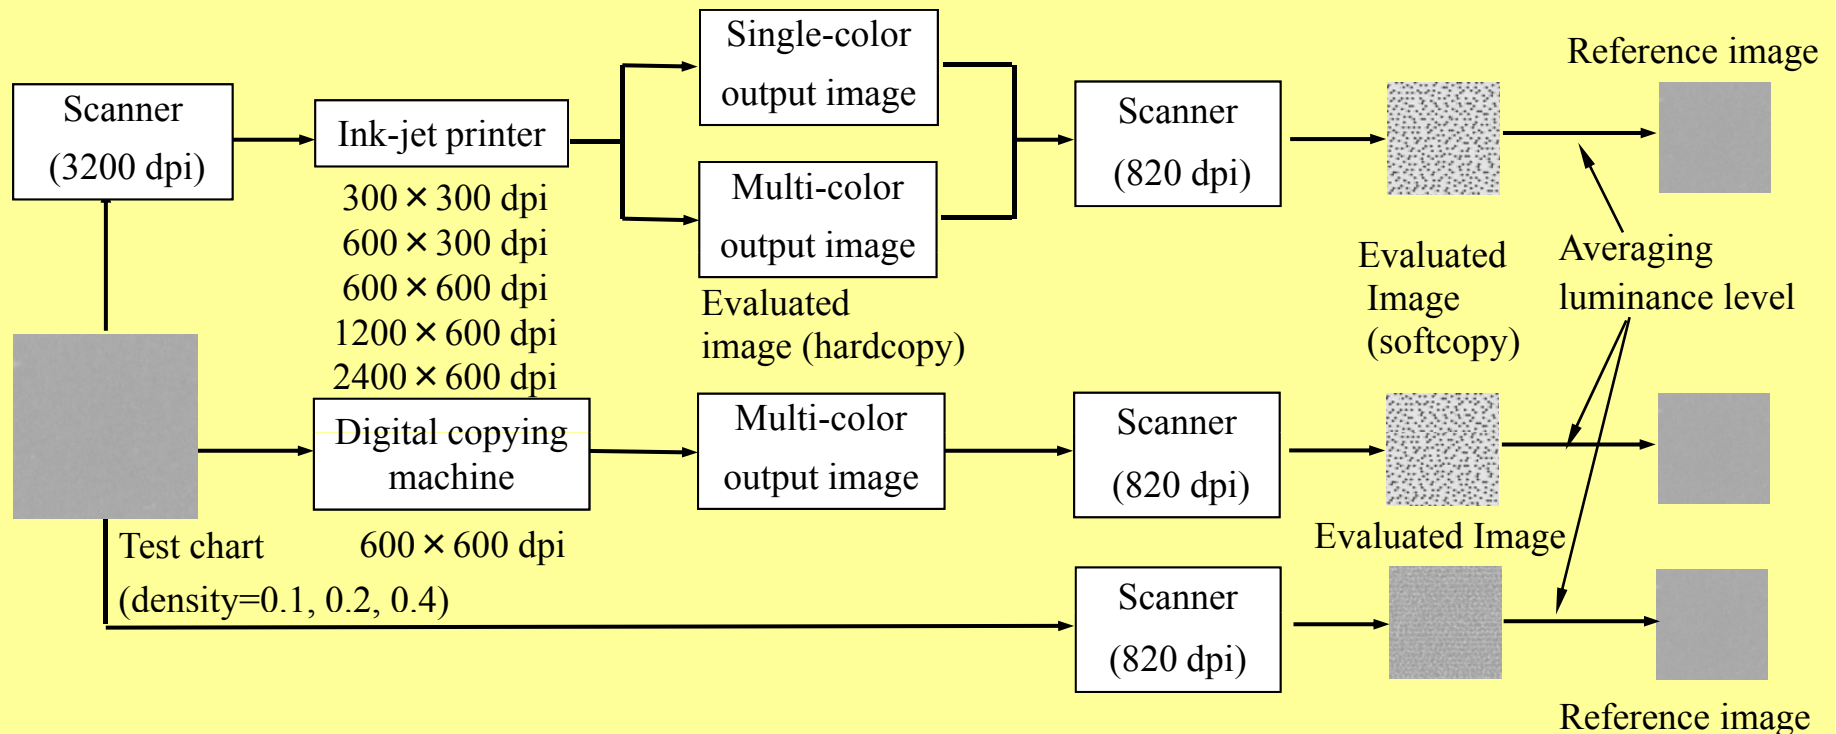 Scanner
(3200 dpi)
Ink-jet printer
300×300 dpi
600×300 dpi
600×600 dpi
1200×600 dpi
2400×600 dpi
Single-color
output image
Multi-color
output image
Evaluated
image (hardcopy)
Scanner
(820 dpi)
Evaluated
Image
(softcopy)
Reference image
Averaging
luminance level
Test chart
(density=0.1, 0.2, 0.4)
Digital copying
machine
600×600 dpi
Multi-color
output image
Scanner
(820 dpi)
Evaluated Image
Scanner
(820 dpi)
Reference image